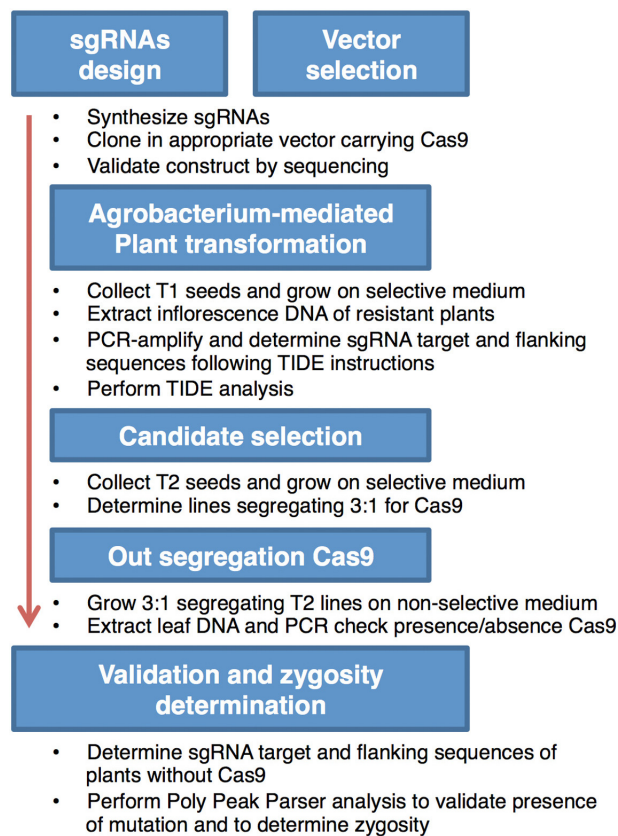 sgRNAs
design
Vector
selection
• Synthesize sgRNAs
• Clone in appropriate vector carrying Cas9
• Validate construct by sequencing
Agrobacterium-mediated
Plant transformation
• Collect T1 seeds and grow on selective medium
• Extract inflorescence DNA of resistant plants
• PCR-amplify and determine sgRNA target and flanking
sequences following TIDE instructions
• Perform TIDE analysis
Candidate selection
• Collect T2 seeds and grow on selective medium
• Determine lines segregating 3:1 for Cas9
Out segregation Cas9
• Grow 3:1 segregating T2 lines on non-selective medium
• Extract leaf DNA and PCR check presence/absence Cas9
Validation and zygosity
determination
• Determine sgRNA target and flanking sequences of
plants without Cas9
• Perform Poly Peak Parser analysis to validate presence
of mutation and to determine zygosity